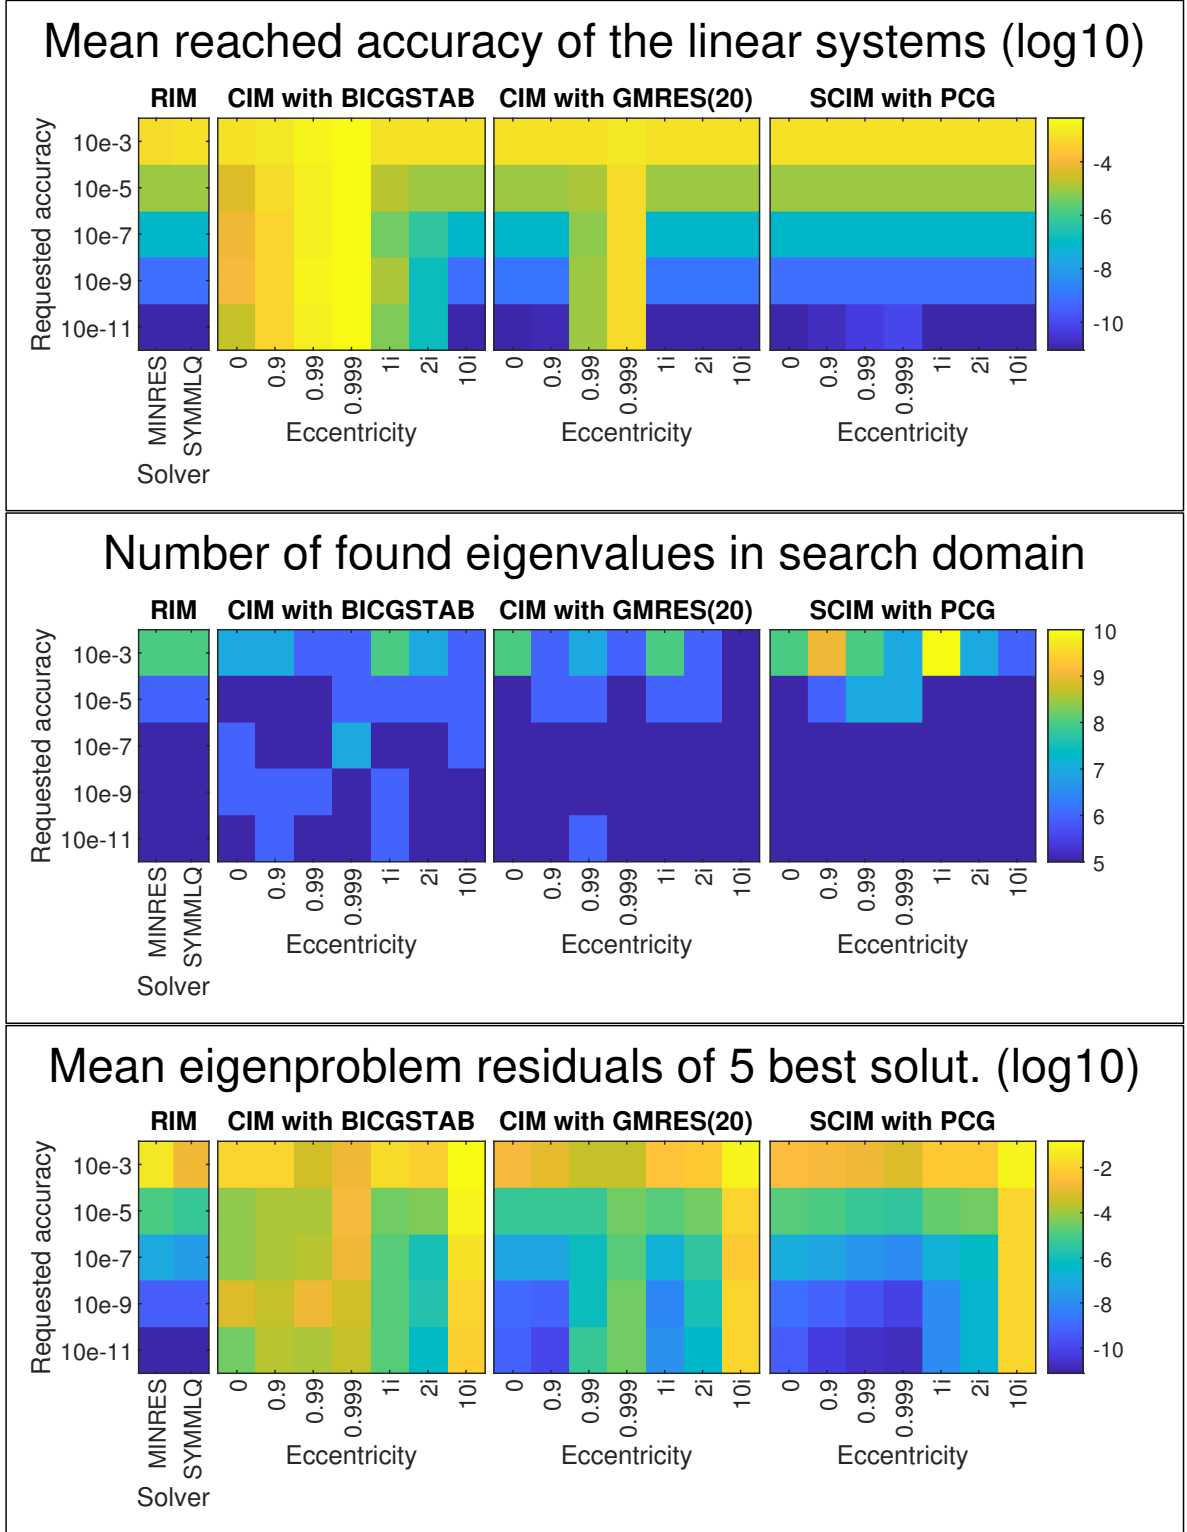 Mean reached accuracy of the linear systems (log10)
RIM CIM with BICGSTAB CIM with GMRES(20) SCIM with PCG
Requested accuracy
10e-3
10e-5
10e-7
10e-9
10e-11
-4
-6
-8
-10
MINRES SYMMLQ 0 0.9 0.99 0.999 1i 2i 10i 0 0.9 0.99 0.999 1i 2i 10i 0 0.9 0.99 0.999 1i 2i 10i
Solver Eccentricity Eccentricity Eccentricity
Number of found eigenvalues in search domain
RIM CIM with BICGSTAB CIM with GMRES(20) SCIM with PCG
Requested accuracy
10e-3
10e-5
10e-7
10e-9
10e-11
10
9
8
7
6
5
MINRES SYMMLQ 0 0.9 0.99 0.999 1i 2i 10i 0 0.9 0.99 0.999 1i 2i 10i 0 0.9 0.99 0.999 1i 2i 10i
Solver Eccentricity Eccentricity Eccentricity
Mean eigenproblem residuals of 5 best solut. (log10)
RIM CIM with BICGSTAB CIM with GMRES(20) SCIM with PCG
Requested accuracy
10e-3
10e-5
10e-7
10e-9
10e-11
-2
-4
-6
-8
-10
MINRES SYMMLQ 0 0.9 0.99 0.999 1i 2i 10i 0 0.9 0.99 0.999 1i 2i 10i 0 0.9 0.99 0.999 1i 2i 10i
Solver Eccentricity Eccentricity Eccentricity